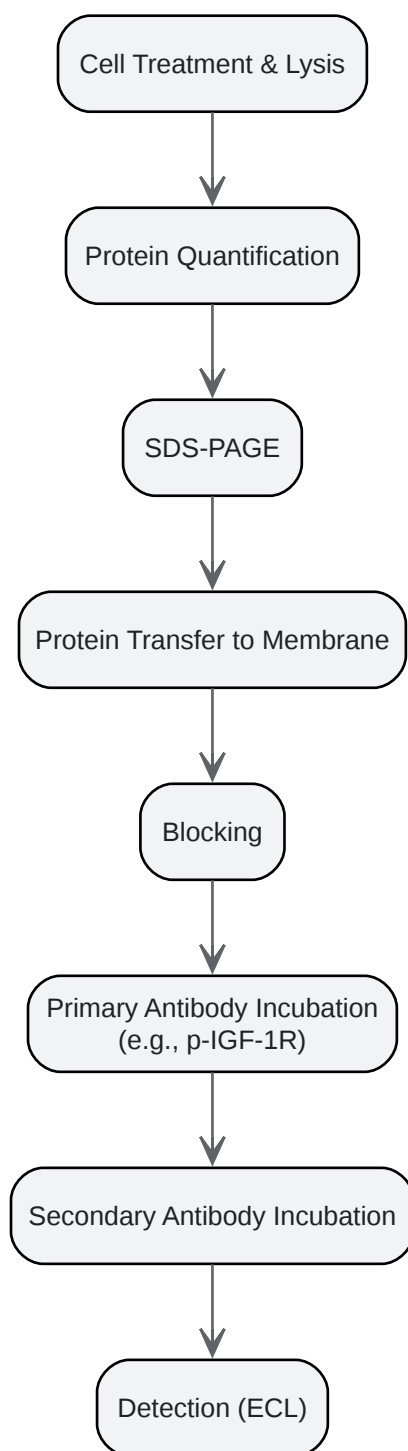 Cell Treatment & Lysis
Protein Quantification
SDS-PAGE
Protein Transfer to Membrane
Blocking
Primary Antibody Incubation
(e.g., p-IGF-1R)
Secondary Antibody Incubation
Detection (ECL)